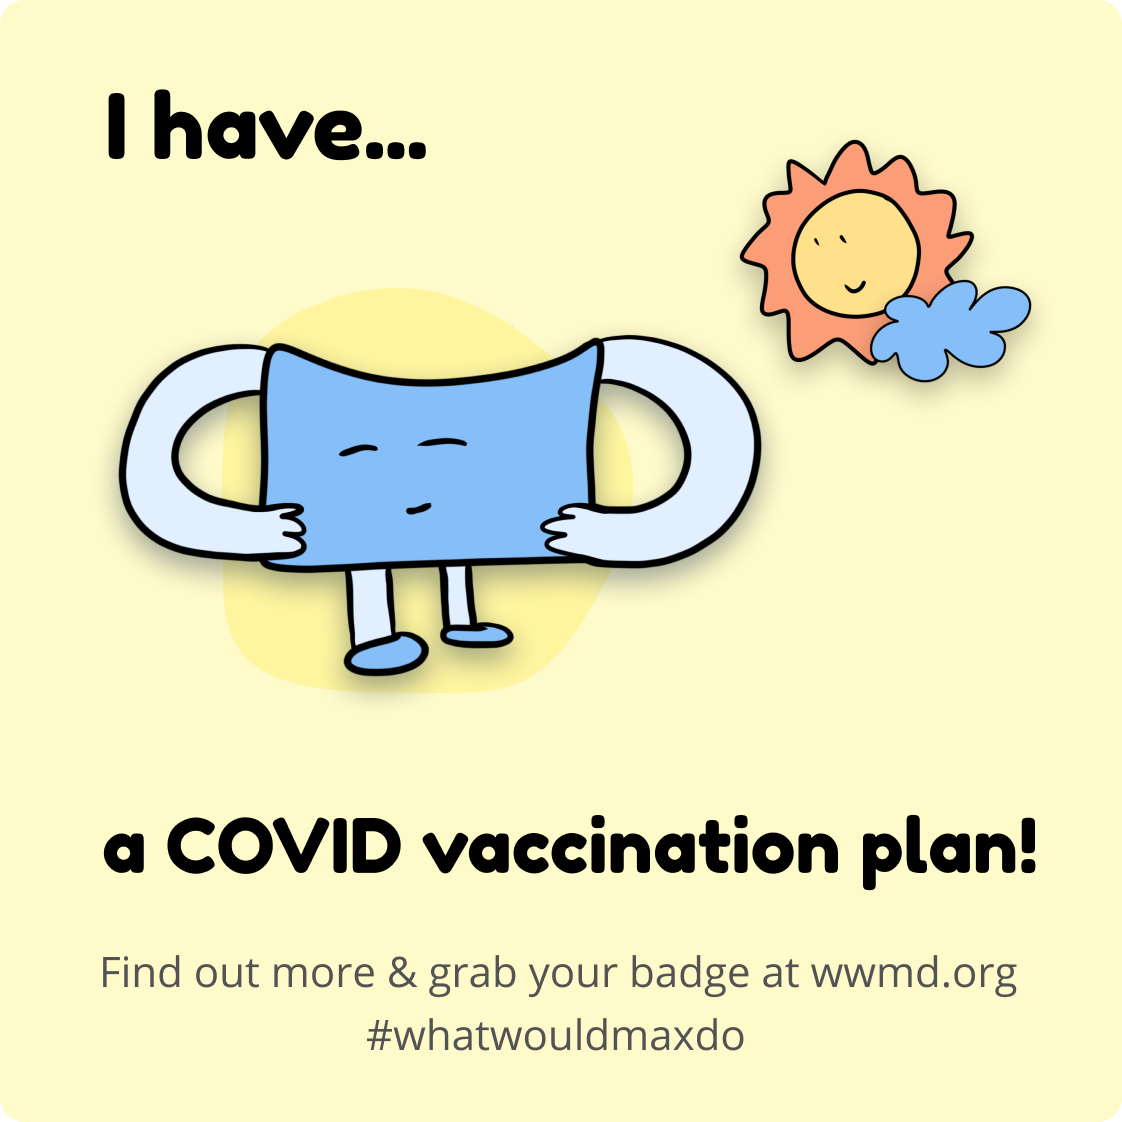 I have...
a COVID vaccination plan!
Find out more & grab your badge at wwmd.org
#whatwouldmaxdo